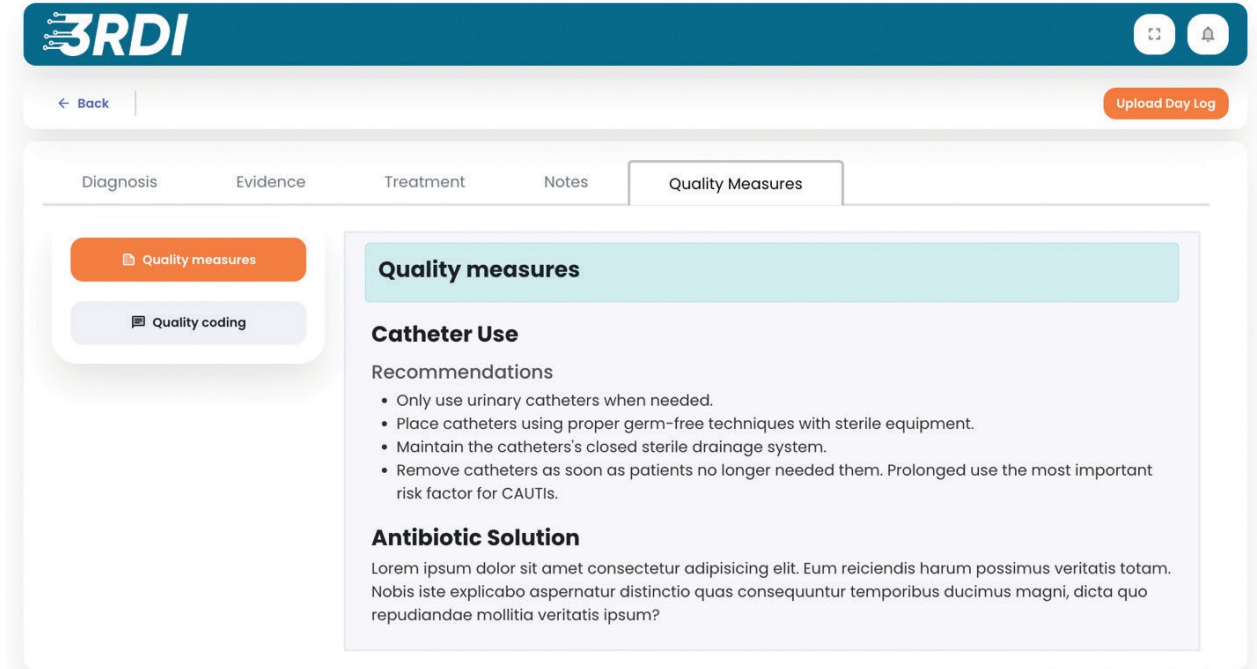 3RDI
← Back
Upload Day Log
Diagnosis Evidence Treatment Notes Quality Measures
Quality measures
Quality coding
Quality measures
Catheter Use
Recommendations
• Only use urinary catheters when needed.
• Place catheters using proper germ-free techniques with sterile equipment.
• Maintain the catheters's closed sterile drainage system.
• Remove catheters as soon as patients no longer needed them. Prolonged use the most important
risk factor for CAUTIs.
Antibiotic Solution
Lorem ipsum dolor sit amet consectetur adipisicing elit. Eum reiciendis harum possimus veritatis totam.
Nobis iste explicabo aspernatur distinctio quas consequuntur temporibus ducimus magni, dicta quo
repudiandae mollitia veritatis ipsum?